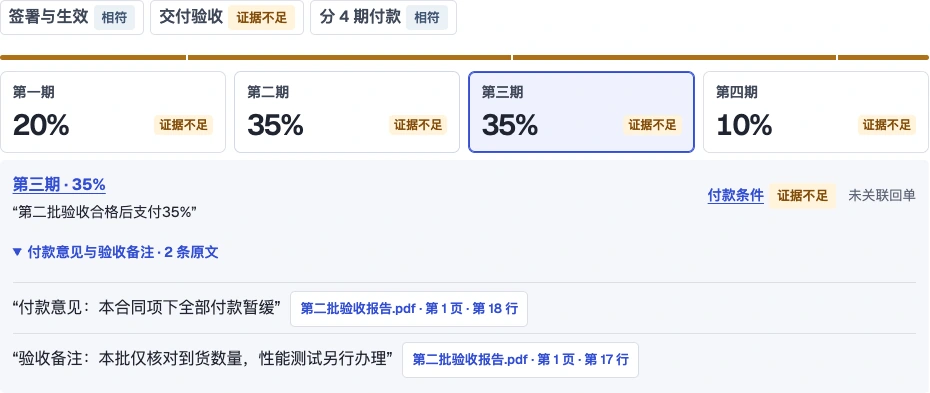 签署与生效 相符 交付验收 证据不足 分 4 期付款 相符
第一期 第二期 第三期 第四期
20% 证据不足 35% 证据不足 35% 证据不足 10% 证据不足
第三期 · 35% 付款条件 证据不足 未关联回单
“第二批验收合格后支付35%”
▼ 付款意见与验收备注 · 2 条原文
“付款意见：本合同项下全部付款暂缓” 第二批验收报告.pdf · 第 1 页 · 第 18 行
“验收备注：本批仅核对到货数量，性能测试另行办理” 第二批验收报告.pdf · 第 1 页 · 第 17 行